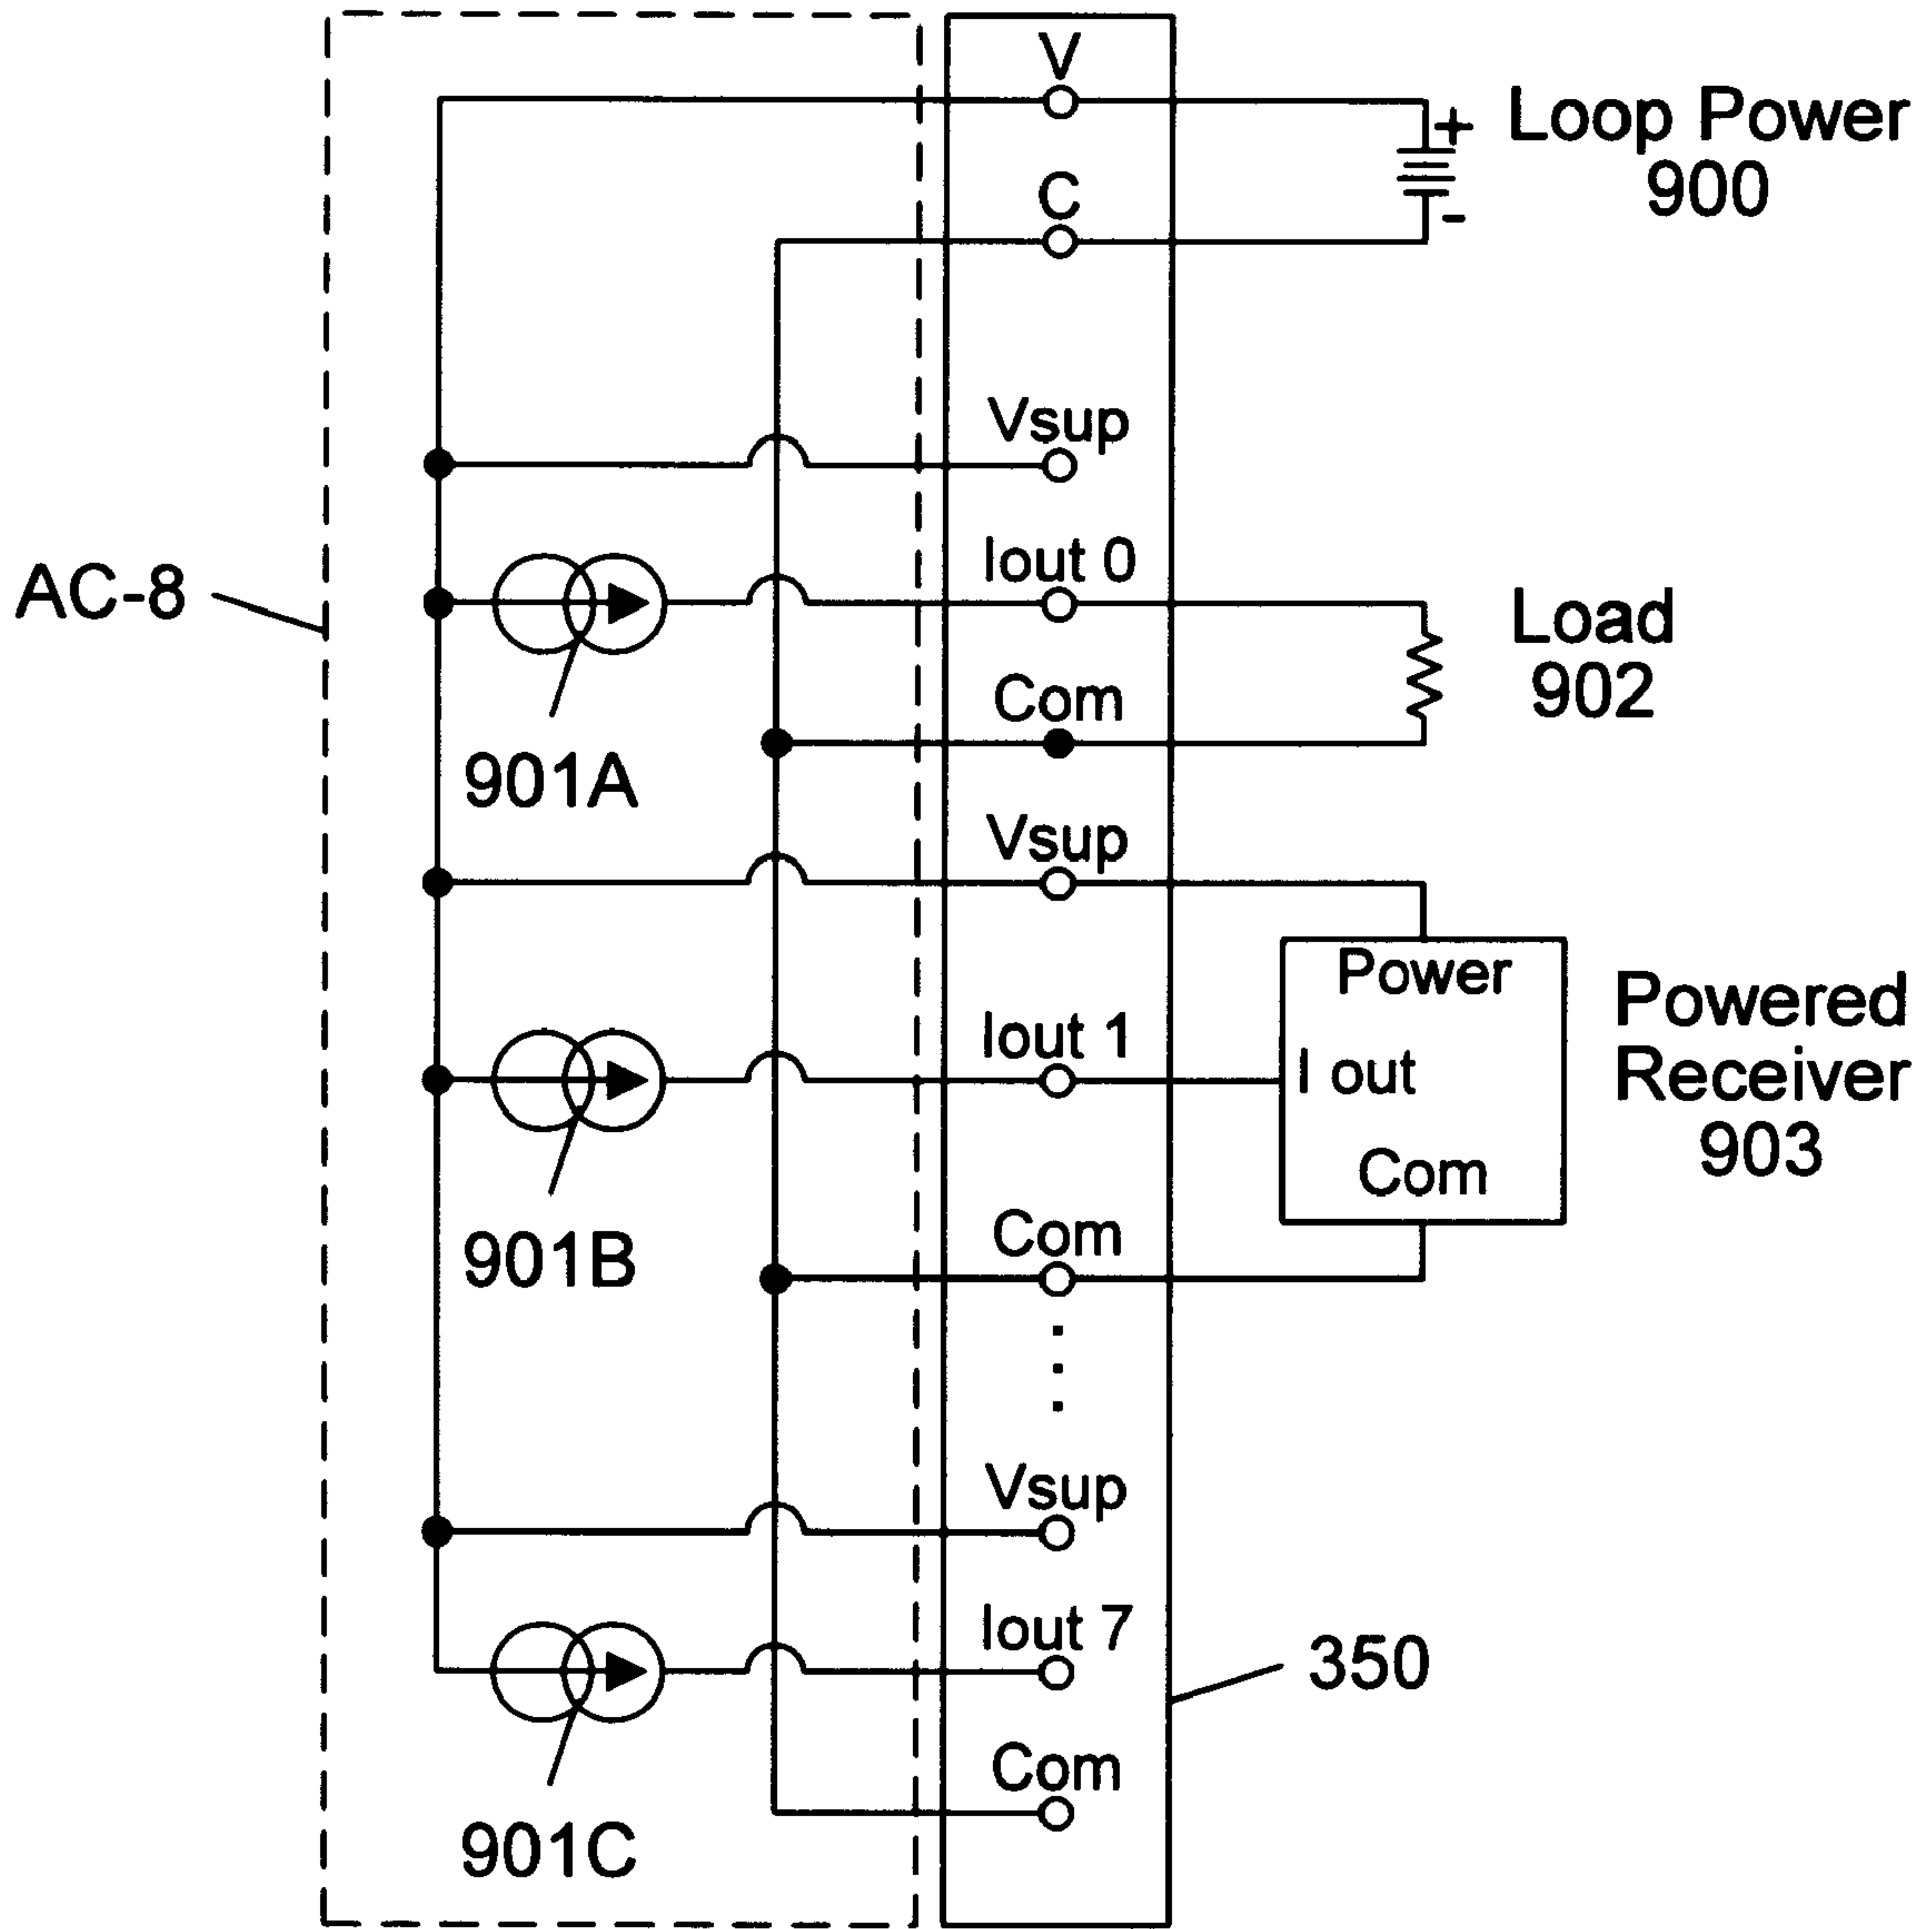 V
+
Loop Power
900
C
-
Vsup
Iout 0
AC-8
Load
902
Com
901A
Vsup
Power
Powered
Iout 1
I out
Receiver
903
Com
Com
901B
Vsup
Iout 7
350
Com
901C